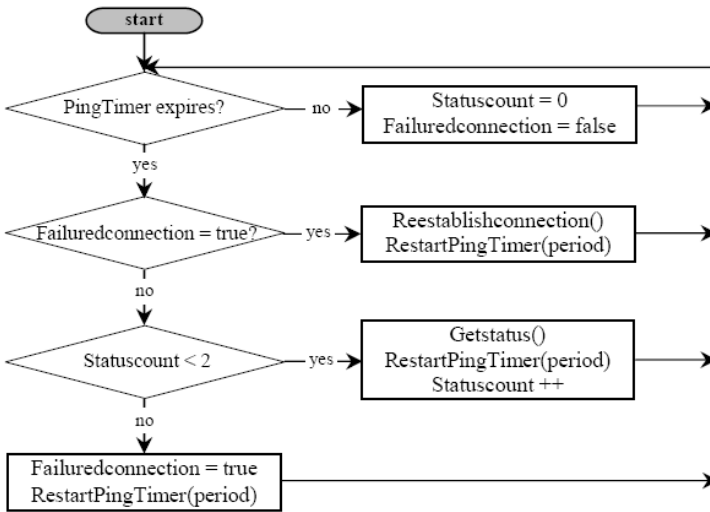 start
PingTimer expires?
no
Statuscount = 0
Failuredconnection = false
yes
Failuredconnection = true?
yes
Reestablishconnection()
RestartPingTimer(period)
no
Statuscount < 2
yes
Getstatus()
RestartPingTimer(period)
Statuscount ++
no
Failuredconnection = true
RestartPingTimer(period)